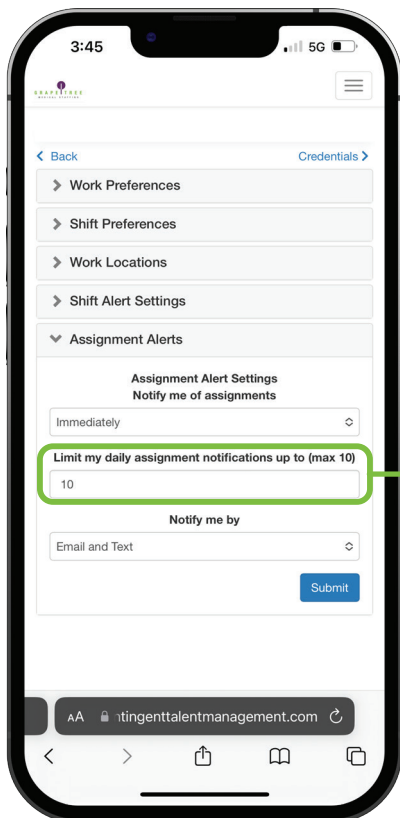 3:45
5G
GRAPETREE
MEDICAL STAFFING
Back
Credentials
Work Preferences
Shift Preferences
Work Locations
Shift Alert Settings
Assignment Alerts
Assignment Alert Settings
Notify me of assignments
Immediately
Limit my daily assignment notifications up to (max 10)
10
Notify me by
Email and Text
Submit
AA ntingenttalentmanagement.com